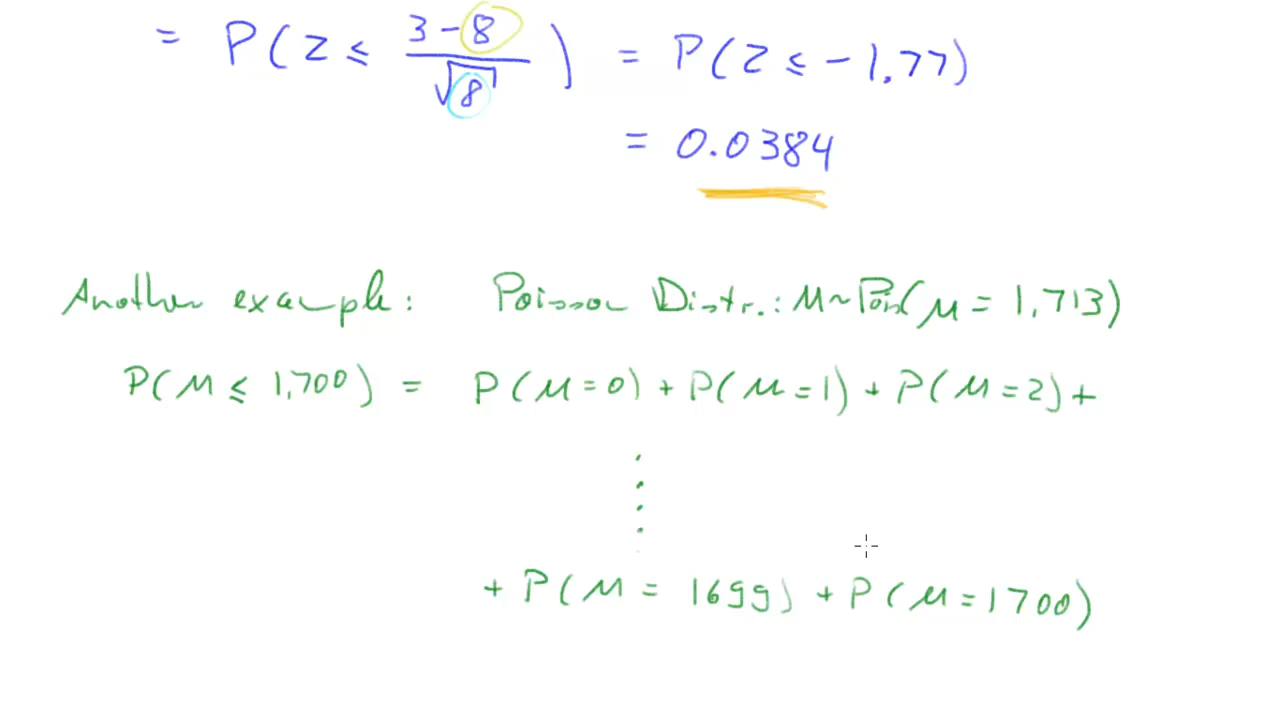 = P(Z ≤ (3-8)/√8) = P(Z ≤ -1.77)
= 0.0384
Another example: Poisson Distr.: M~Pois(μ = 1,713)
P(M ≤ 1,700) = P(M=0) + P(M=1) + P(M=2) +
+ P(M = 1699) + P(M=1700)